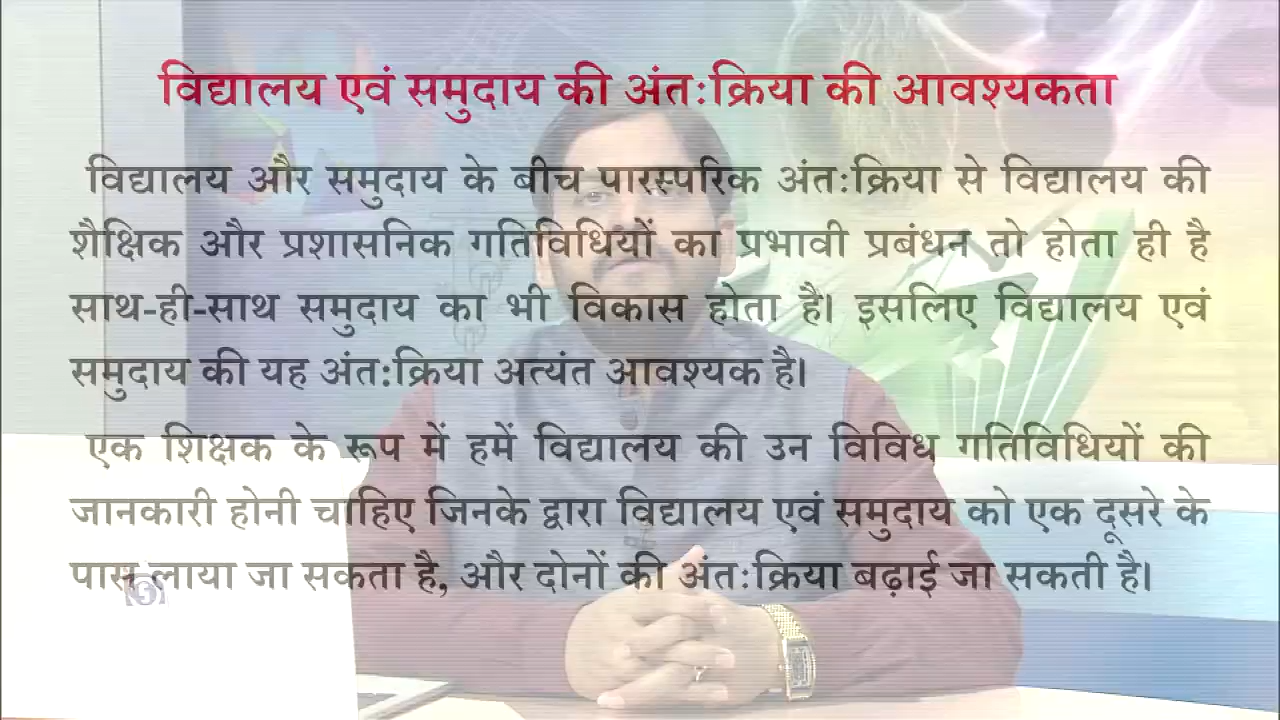 विद्यालय एवं समुदाय की अंतःक्रिया की आवश्यकता
विद्यालय और समुदाय के बीच पारस्परिक अंतःक्रिया से विद्यालय की
शैक्षिक और प्रशासनिक गतिविधियों का प्रभावी प्रबंधन तो होता ही है
साथ-ही-साथ समुदाय का भी विकास होता है। इसलिए विद्यालय एवं
समुदाय की यह अंतःक्रिया अत्यंत आवश्यक है।
एक शिक्षक के रूप में हमें विद्यालय की उन विविध गतिविधियों की
जानकारी होनी चाहिए जिनके द्वारा विद्यालय एवं समुदाय को एक दूसरे के
पास लाया जा सकता है, और दोनों की अंतःक्रिया बढ़ाई जा सकती है।